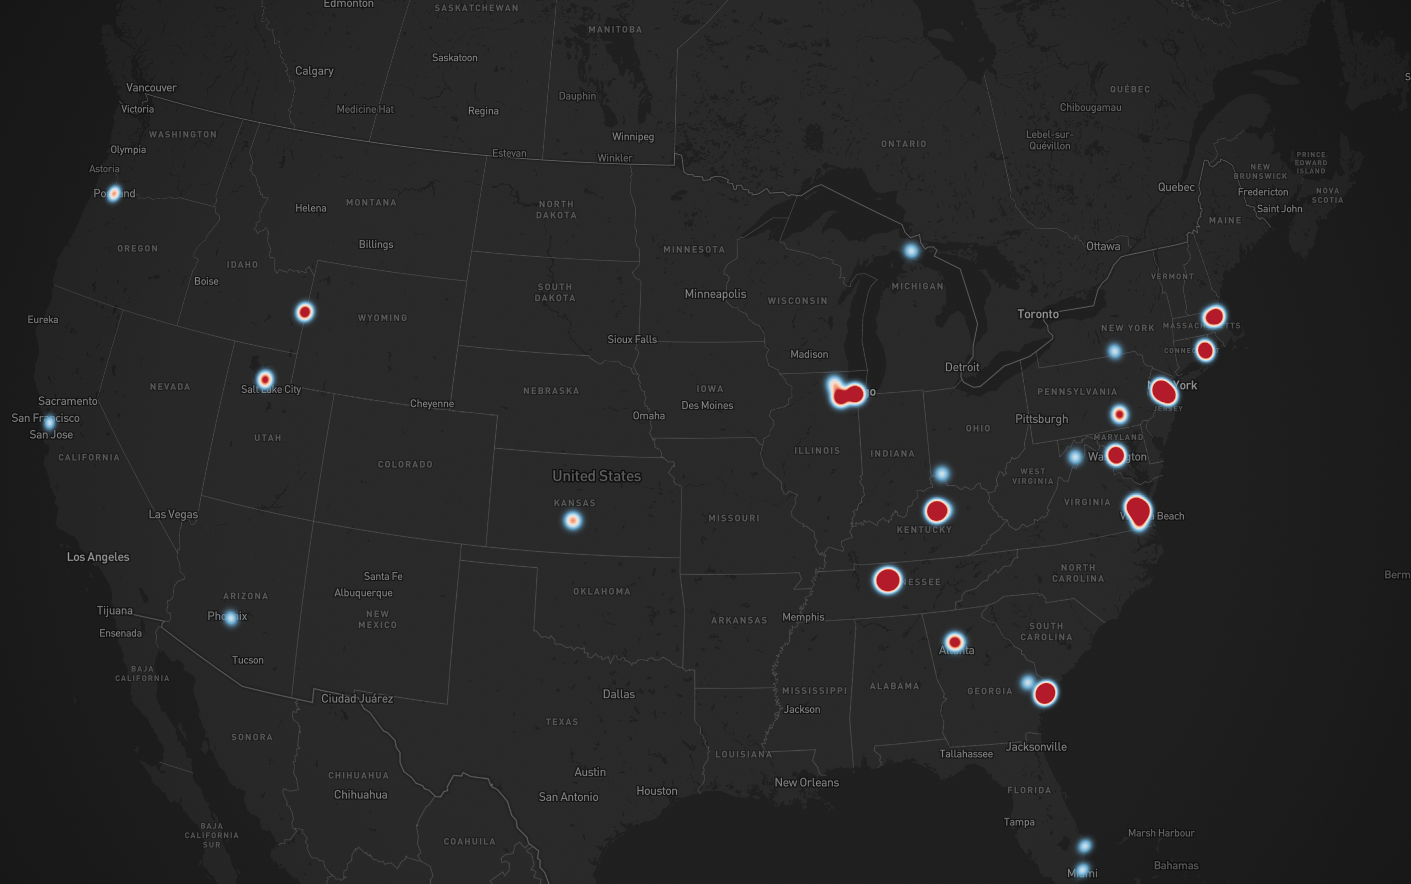 Edmonton
SASKATCHEWAN
MANITOBA
Saskatoon
Calgary
Vancouver
QUÉBEC
Dauphin
Victoria
Medicine Hat
Regina
Chibougamau
WASHINGTON
Winnipeg
Lebel-sur-
Quévillon
ONTARIO
Olympia
Estevan
Winkler
PRINCE
EDWARD
ISLAND
Astoria
NEW
BRUNSWICK
Quebec
Fredericton
NOVA
SCOTIA
MONTANA
Helena
NORTH
DAKOTA
Saint John
MAINE
OREGON
Billings
MINNESOTA
Ottawa
IDAHO
Boise
VERMONT
MICHIGAN
SOUTH
DAKOTA
Minneapolis
WISCONSIN
Toronto
Eureka
WYOMING
NEW YORK
Sioux Falls
Madison
Detroit
NEVADA
Salt Lake City
NEBRASKA
IOWA
PENNSYLVANIA
Sacramento
Cheyenne
Des Moines
JERSEY
San Francisco
Omaha
Pittsburgh
San Jose
UTAH
OHIO
MARYLAND
CALIFORNIA
COLORADO
ILLINOIS
INDIANA
United States
WEST
VIRGINIA
KANSAS
VIRGINIA
Las Vegas
MISSOURI
Beach
KENTUCKY
Los Angeles
Santa Fe
NORTH
CAROLINA
Berm
Albuquerque
ARIZONA
OKLAHOMA
Tijuana
Phoenix
NEW
MEXICO
ARKANSAS
Memphis
Ensenada
SOUTH
CAROLINA
Atlanta
Tucson
BAJA
CALIFORNIA
Ciudad Juárez
Dallas
MISSISSIPPI
ALABAMA
GEORGIA
Jackson
TEXAS
SONORA
LOUISIANA
Tallahassee
Jacksonville
CHIHUAHUA
Austin
New Orleans
Chihuahua
San Antonio
Houston
FLORIDA
Tampa
BAJA
CALIFORNIA
SUR
COAHUILA
Marsh Harbour
Bahamas
Miami